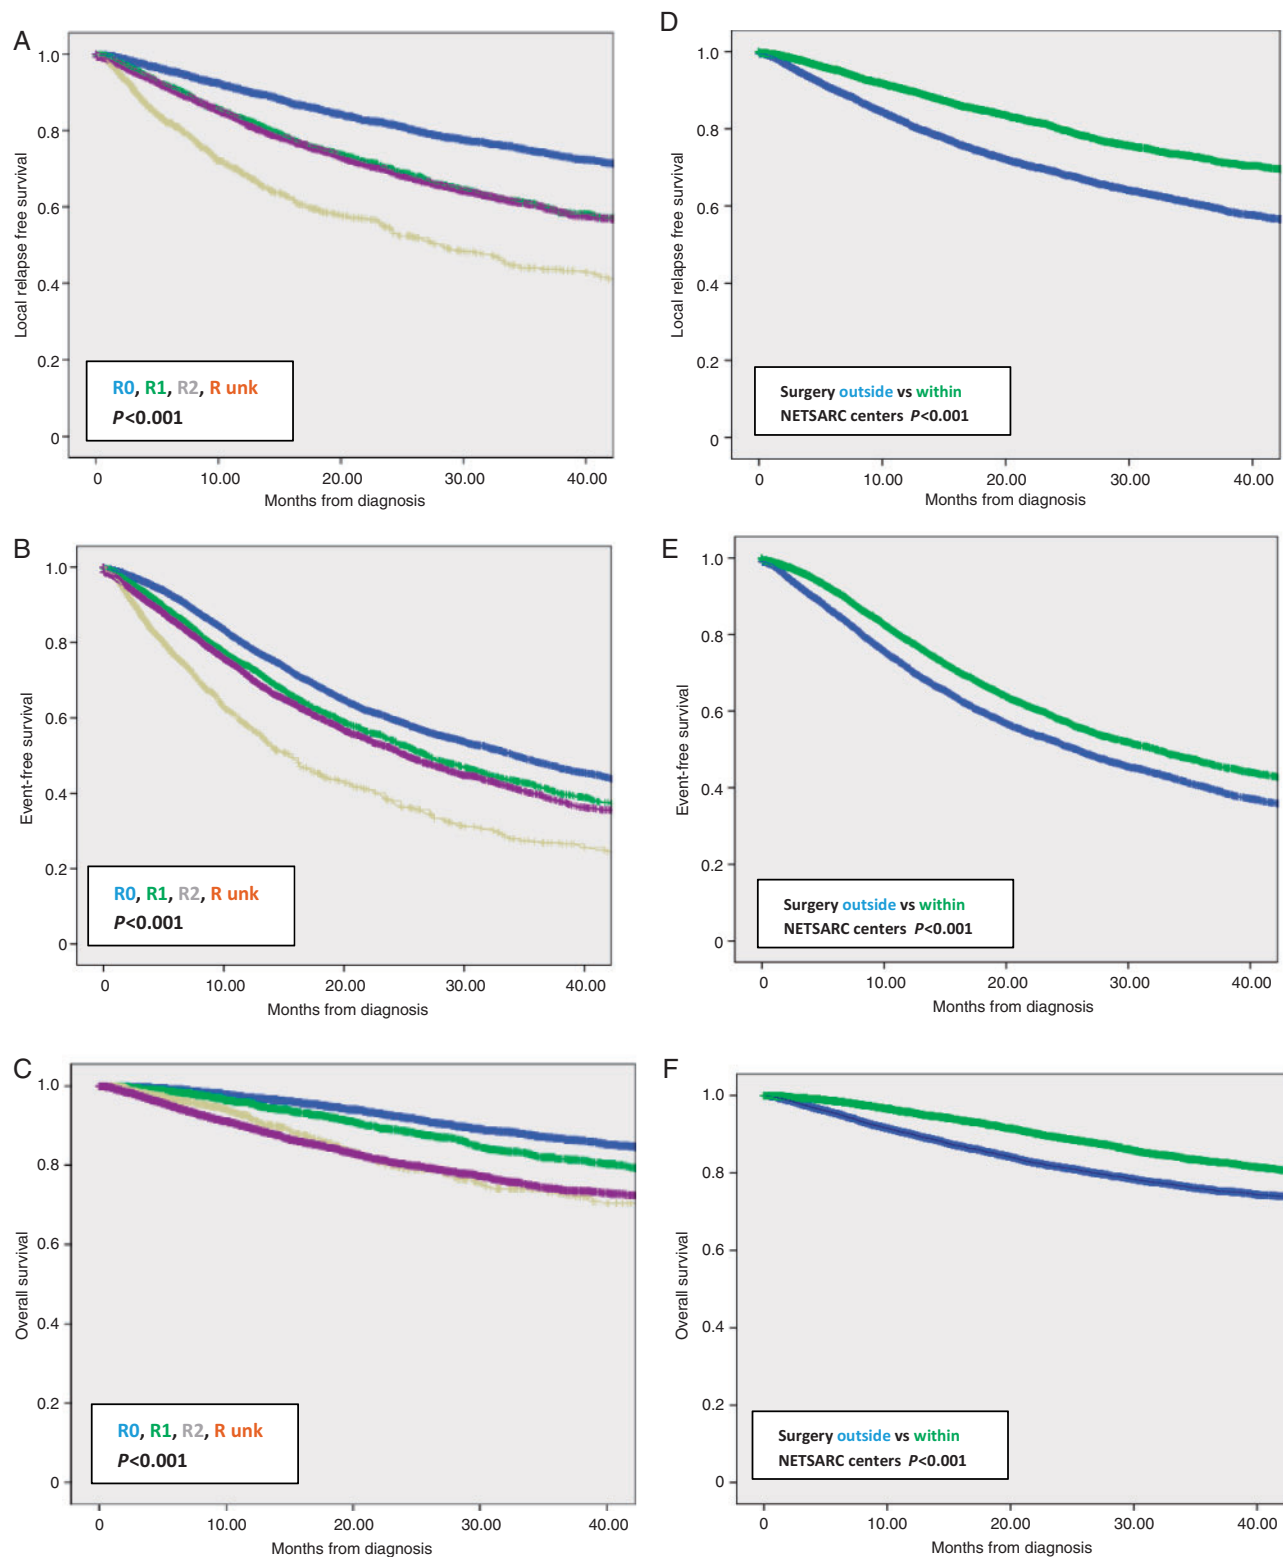 A
1.0
0.8
0.6
0.4
0.2
0
Local relapse free survival
R0, R1, R2, R unk
P<0.001
0 10.00 20.00 30.00 40.00
Months from diagnosis
D
1.0
0.8
0.6
0.4
0.2
0
Local relapse free survival
Surgery outside vs within
NETSARC centers P<0.001
0 10.00 20.00 30.00 40.00
Months from diagnosis
B
1.0
0.8
0.6
0.4
0.2
0
Event-free survival
R0, R1, R2, R unk
P<0.001
0 10.00 20.00 30.00 40.00
Months from diagnosis
E
1.0
0.8
0.6
0.4
0.2
0
Event-free survival
Surgery outside vs within
NETSARC centers P<0.001
0 10.00 20.00 30.00 40.00
Months from diagnosis
C
1.0
0.8
0.6
0.4
0.2
0
Overall survival
R0, R1, R2, R unk
P<0.001
0 10.00 20.00 30.00 40.00
Months from diagnosis
F
1.0
0.8
0.6
0.4
0.2
0
Overall survival
Surgery outside vs within
NETSARC centers P<0.001
0 10.00 20.00 30.00 40.00
Months from diagnosis